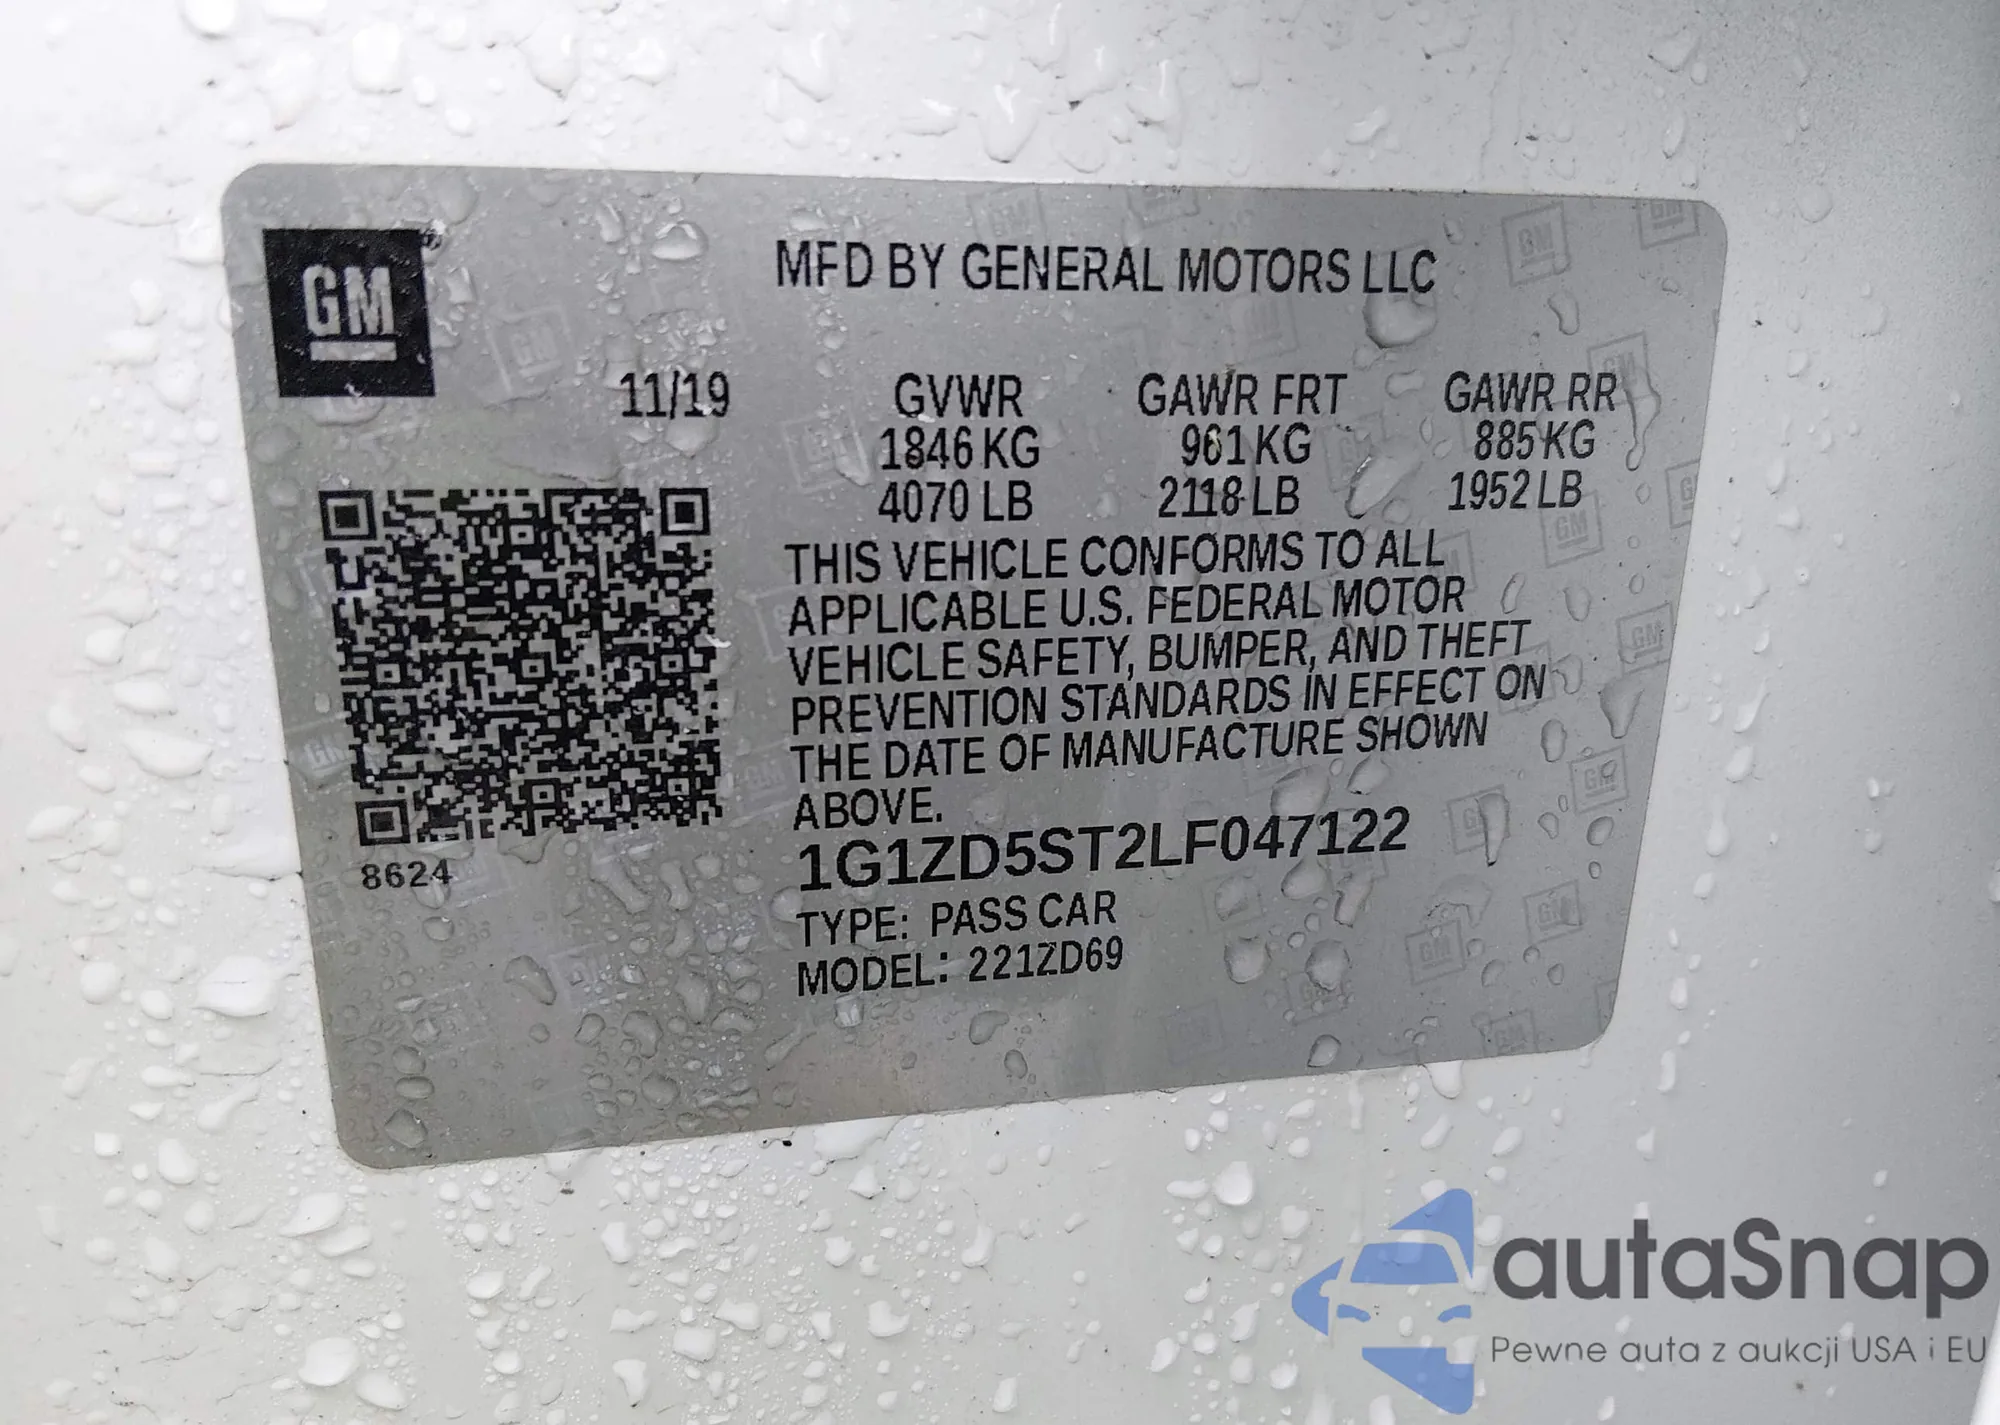 GM
MFD BY GENERAL MOTORS LLC
11/19 GVWR GAWR FRT GAWR RR
1846 KG 961 KG 885 KG
4070 LB 2118 LB 1952 LB
THIS VEHICLE CONFORMS TO ALL
APPLICABLE U.S. FEDERAL MOTOR
VEHICLE SAFETY, BUMPER, AND THEFT
PREVENTION STANDARDS IN EFFECT ON
THE DATE OF MANUFACTURE SHOWN
ABOVE.
1G1ZD5ST2LF047122
8624
TYPE: PASS CAR
MODEL: 221ZD69
autaSnap
Pewne auta z aukcji USA i EU